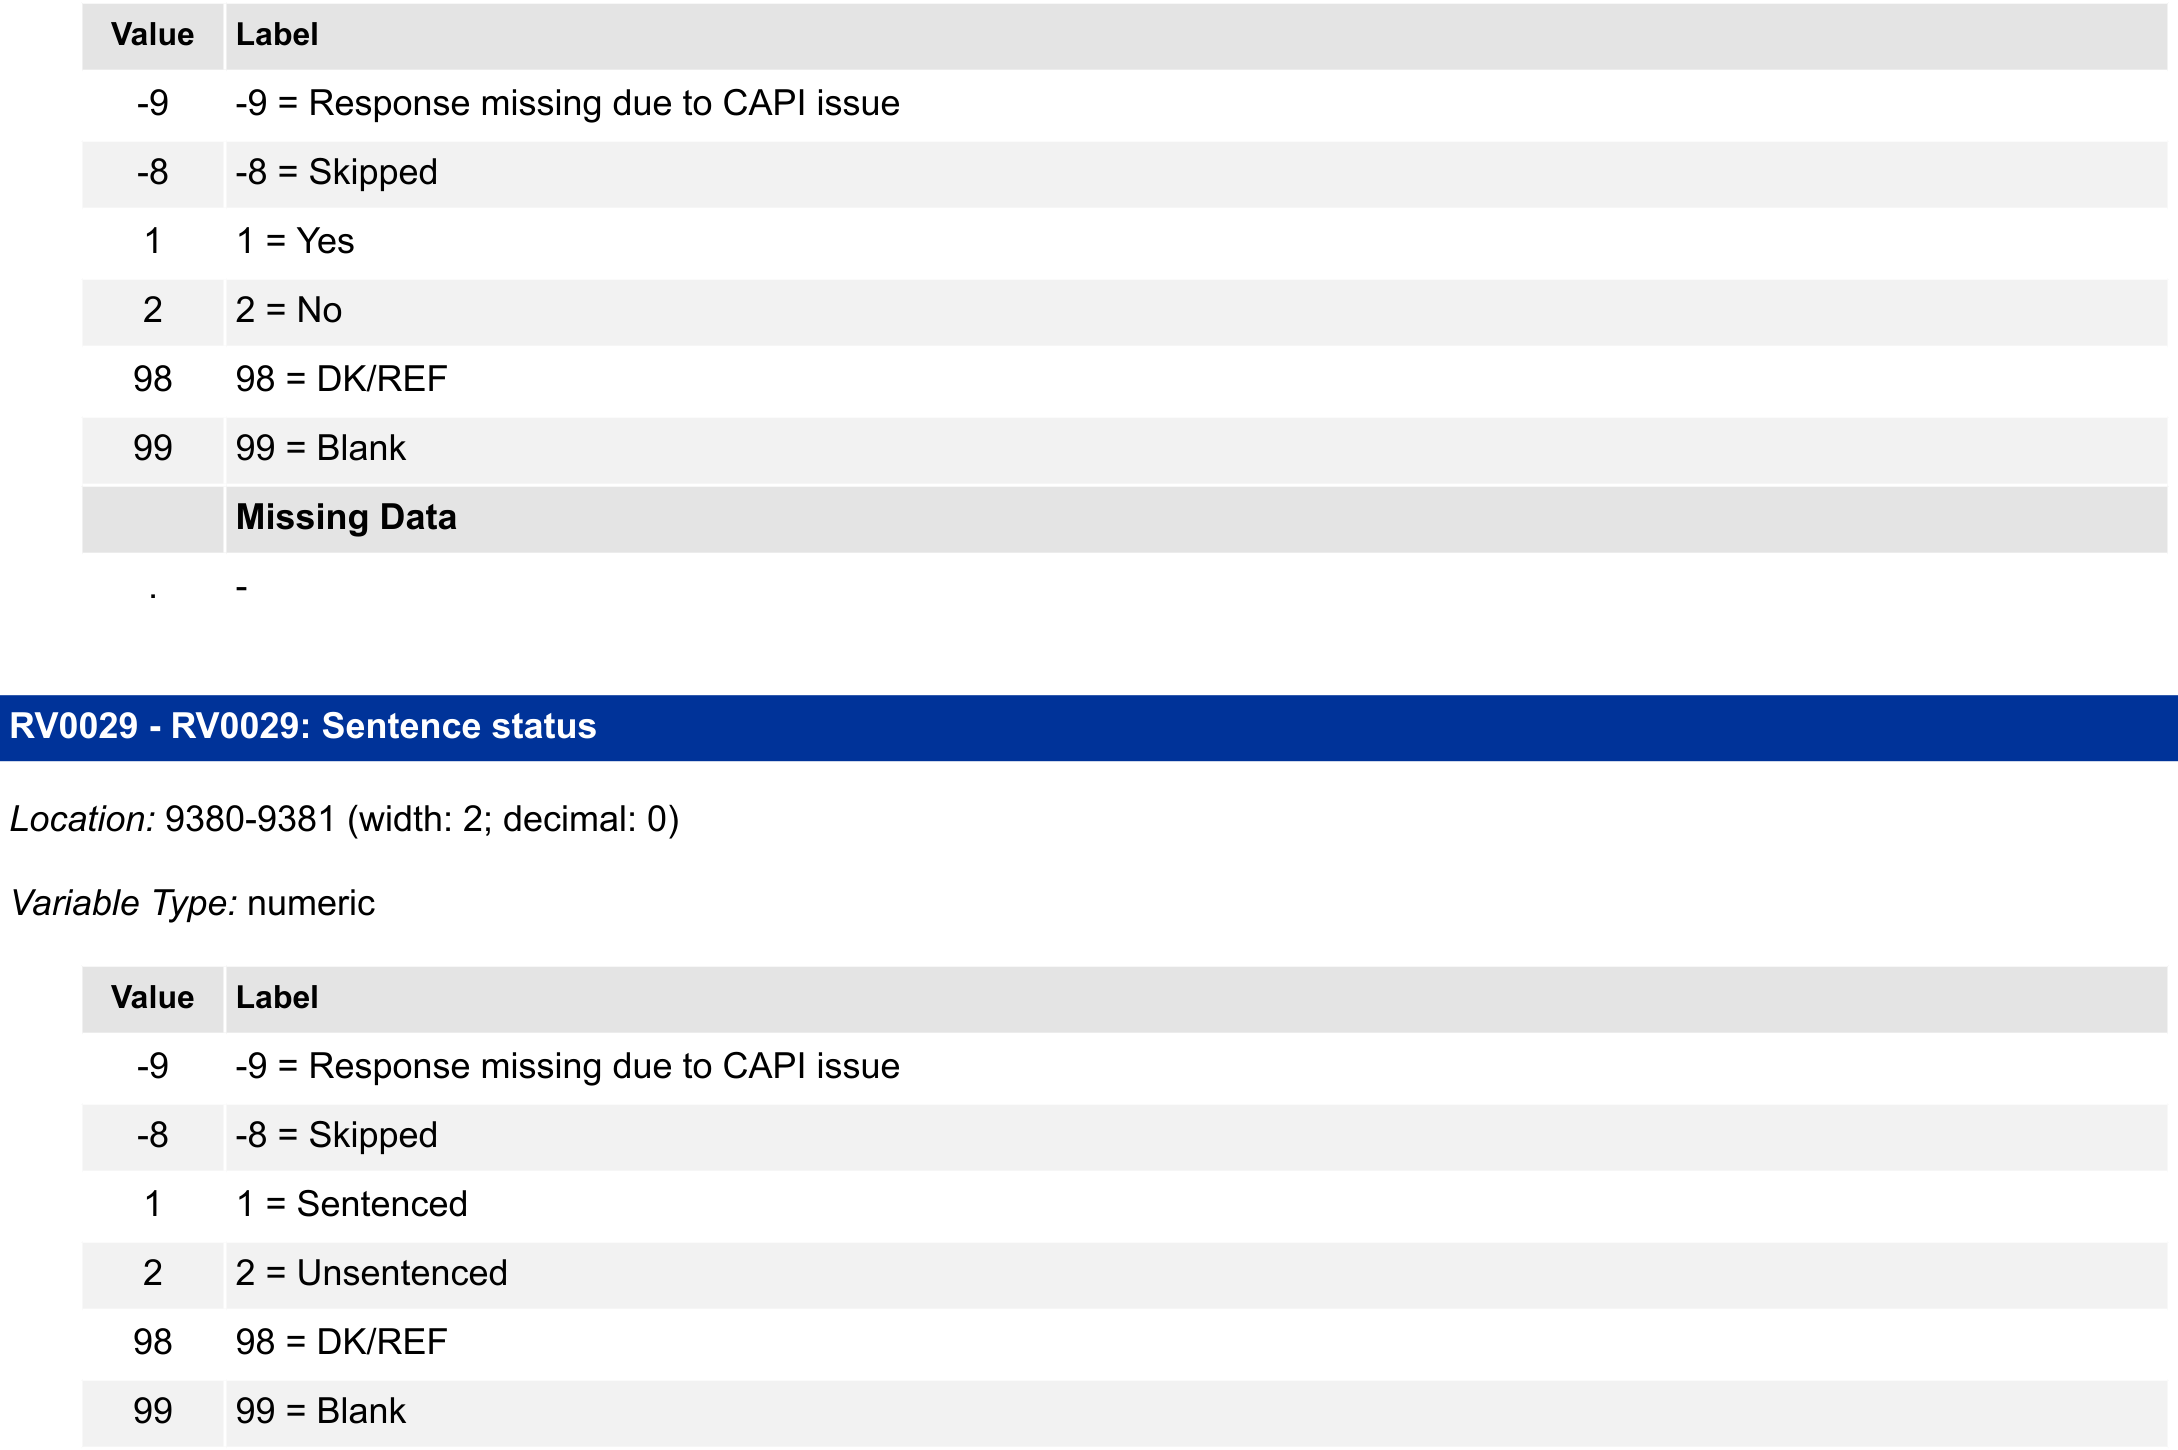 Value Label
-9 -9 = Response missing due to CAPI issue
-8 -8 = Skipped
1 1 = Yes
2 2 = No
98 98 = DK/REF
99 99 = Blank
Missing Data
. -
RV0029 - RV0029: Sentence status
Location: 9380-9381 (width: 2; decimal: 0)
Variable Type: numeric
Value Label
-9 -9 = Response missing due to CAPI issue
-8 -8 = Skipped
1 1 = Sentenced
2 2 = Unsentenced
98 98 = DK/REF
99 99 = Blank